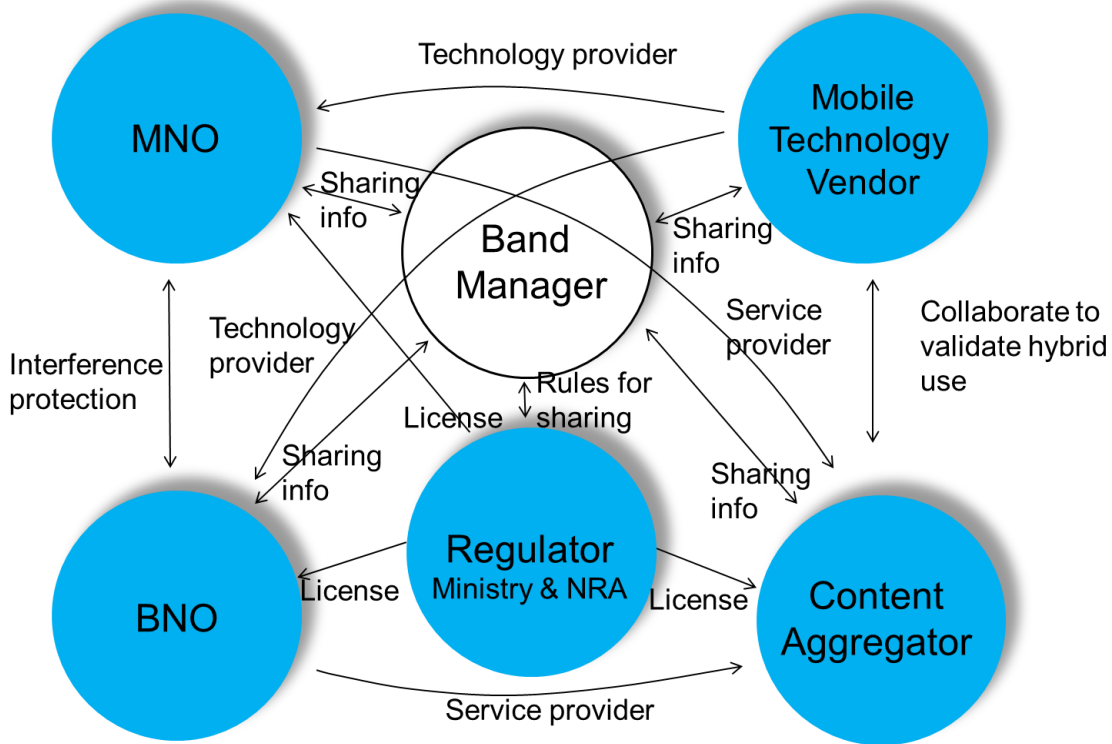 Technology provider
MNO
Mobile
Technology
Vendor
Sharing
info
Band
Manager
Sharing
info
Technology
provider
Service
provider
Collaborate to
validate hybrid
use
Interference
protection
Rules for
sharing
License
Sharing
info
Sharing
info
Regulator
Ministry & NRA
License
License
BNO
Content
Aggregator
Service provider